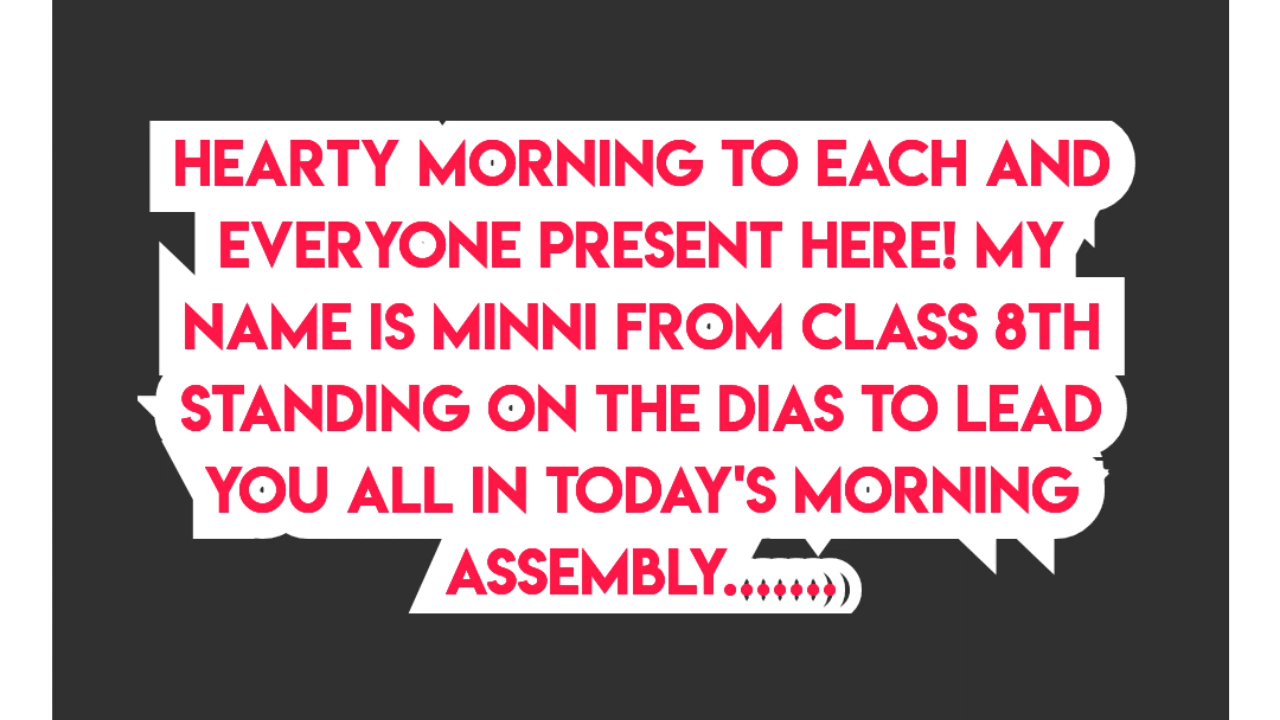 HEARTY MORNING TO EACH AND
EVERYONE PRESENT HERE! MY
NAME IS MINNI FROM CLASS 8TH
STANDING ON THE DIAS TO LEAD
YOU ALL IN TODAY'S MORNING
ASSEMBLY........